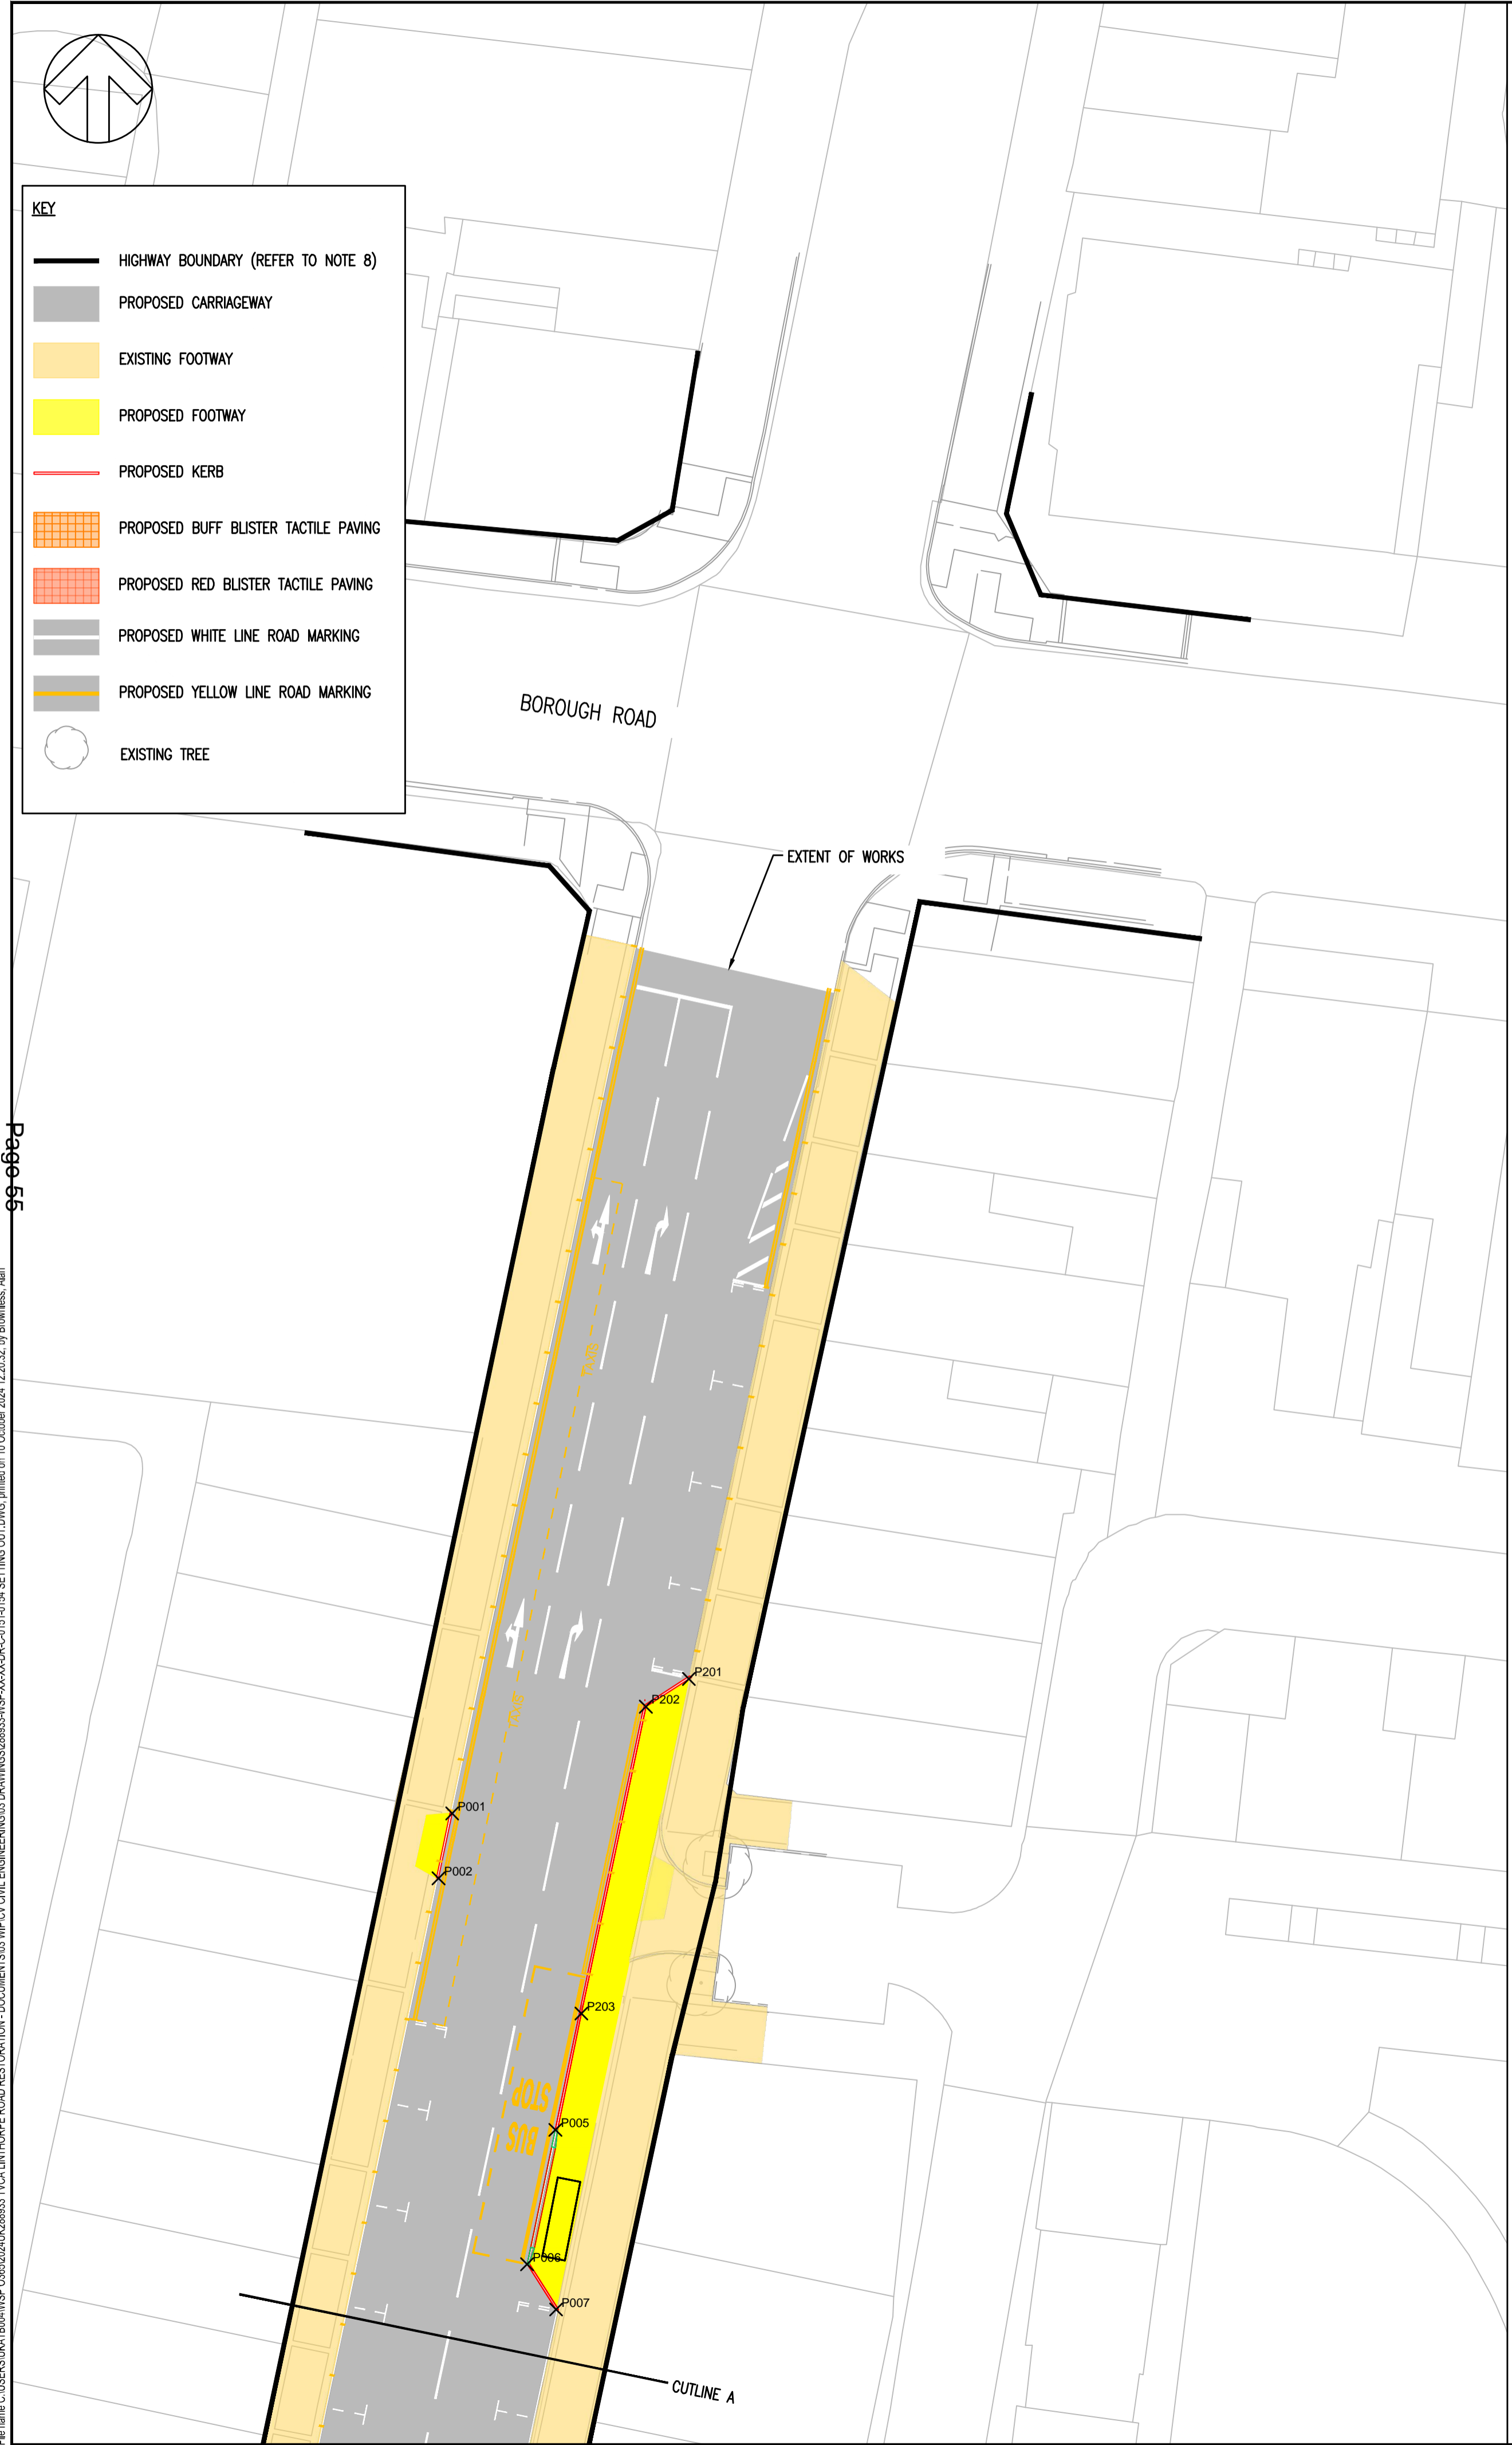 KEY
HIGHWAY BOUNDARY (REFER TO NOTE 8)
PROPOSED CARRIAGEWAY
EXISTING FOOTWAY
PROPOSED FOOTWAY
PROPOSED KERB
PROPOSED BUFF BLISTER TACTILE PAVING
PROPOSED RED BLISTER TACTILE PAVING
PROPOSED WHITE LINE ROAD MARKING
PROPOSED YELLOW LINE ROAD MARKING
EXISTING TREE
BOROUGH ROAD
EXTENT OF WORKS
Page 55
TAXIS
P201
P202
TAXIS
P001
P002
P203
BUS
STOP
P005
P006
P007
CUTLINE A